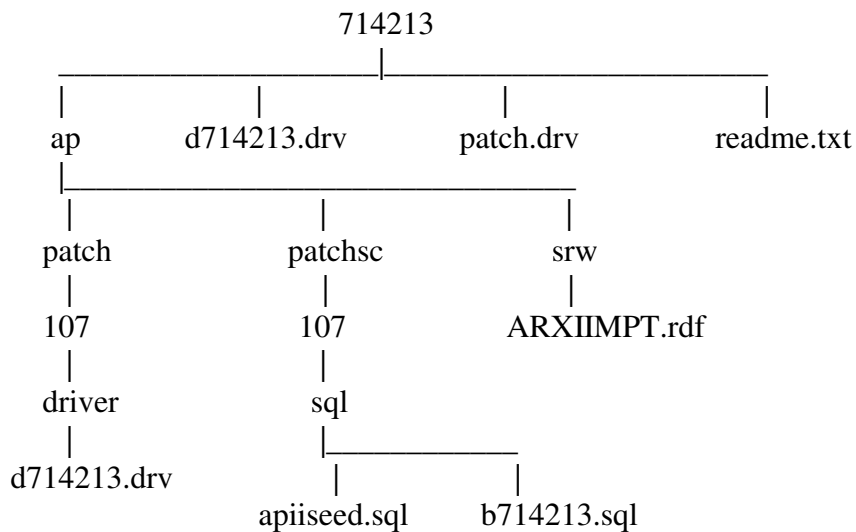 714213
ap d714213.drv patch.drv readme.txt
patch patchsc srw
107 107 ARXIIMPT.rdf
driver sql
d714213.drv
apiiseed.sql b714213.sql